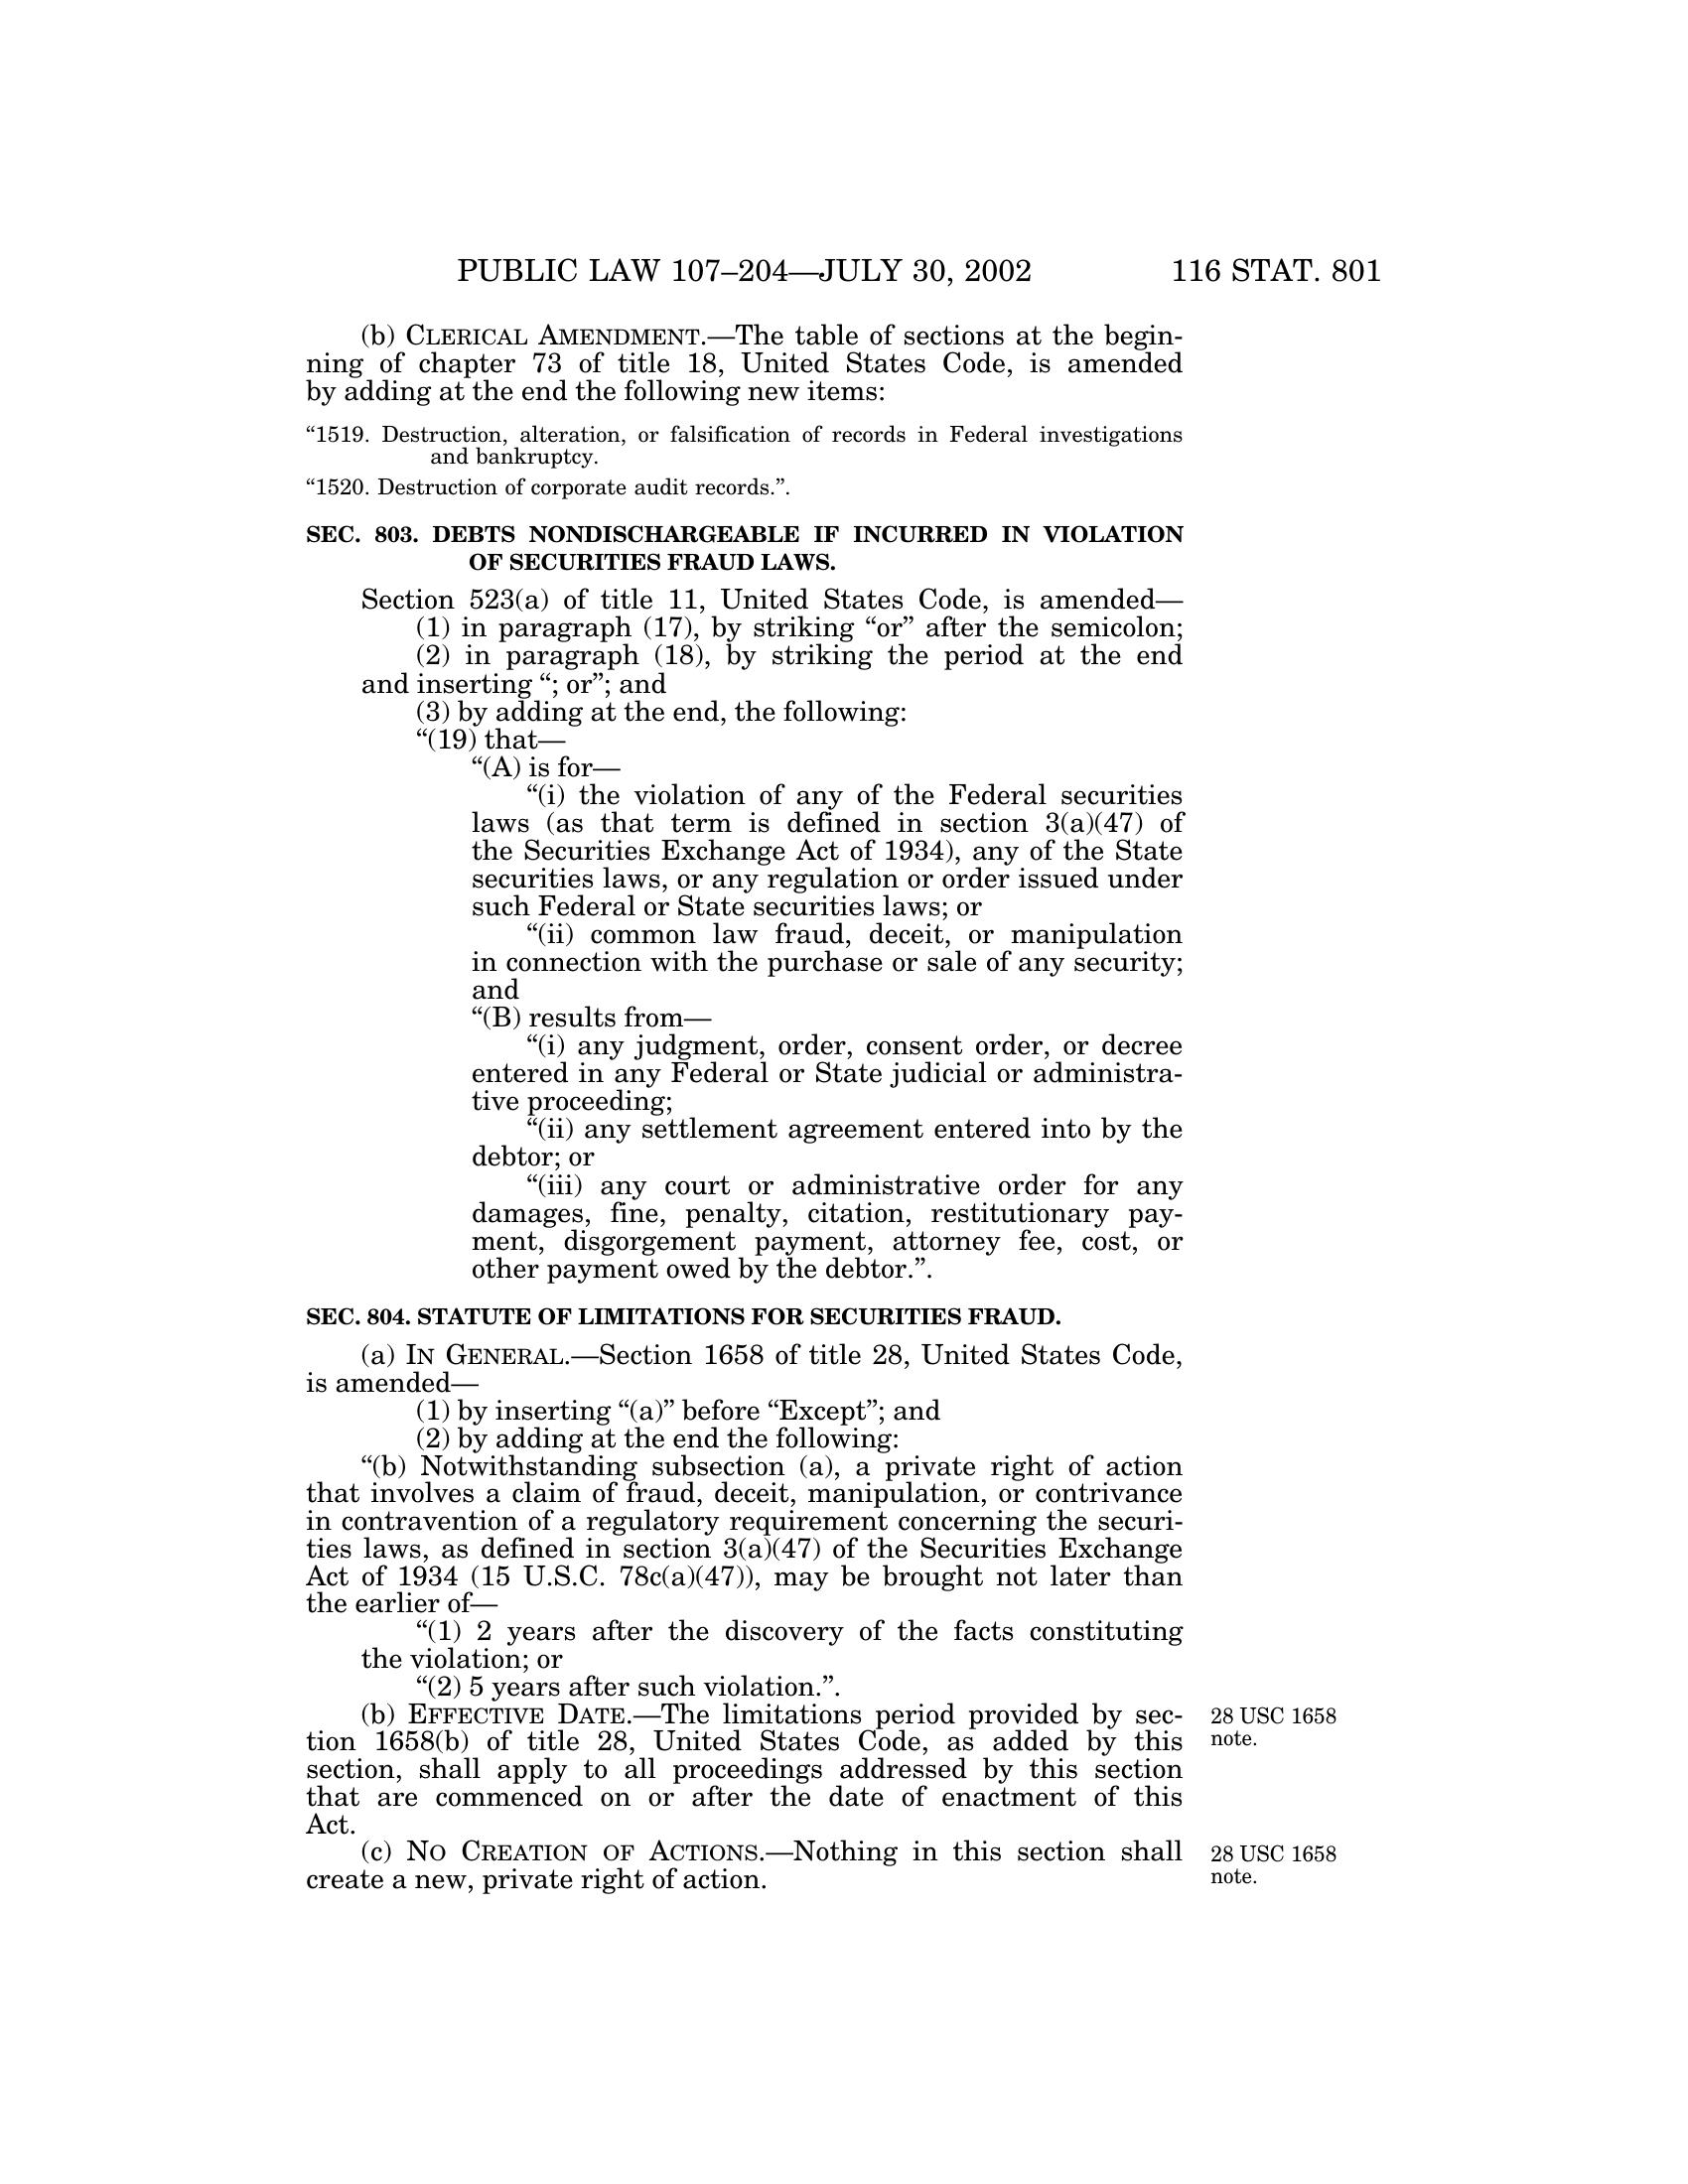 PUBLIC LAW 107–204—JULY 30, 2002 116 STAT. 801
(b) CLERICAL AMENDMENT.—The table of sections at the begin-
ning of chapter 73 of title 18, United States Code, is amended
by adding at the end the following new items:
“1519. Destruction, alteration, or falsification of records in Federal investigations
and bankruptcy.
“1520. Destruction of corporate audit records.”.
SEC. 803. DEBTS NONDISCHARGEABLE IF INCURRED IN VIOLATION
OF SECURITIES FRAUD LAWS.
Section 523(a) of title 11, United States Code, is amended—
(1) in paragraph (17), by striking “or” after the semicolon;
(2) in paragraph (18), by striking the period at the end
and inserting “; or”; and
(3) by adding at the end, the following:
“(19) that—
“(A) is for—
“(i) the violation of any of the Federal securities
laws (as that term is defined in section 3(a)(47) of
the Securities Exchange Act of 1934), any of the State
securities laws, or any regulation or order issued under
such Federal or State securities laws; or
“(ii) common law fraud, deceit, or manipulation
in connection with the purchase or sale of any security;
and
“(B) results from—
“(i) any judgment, order, consent order, or decree
entered in any Federal or State judicial or administra-
tive proceeding;
“(ii) any settlement agreement entered into by the
debtor; or
“(iii) any court or administrative order for any
damages, fine, penalty, citation, restitutionary pay-
ment, disgorgement payment, attorney fee, cost, or
other payment owed by the debtor.”.
SEC. 804. STATUTE OF LIMITATIONS FOR SECURITIES FRAUD.
(a) IN GENERAL.—Section 1658 of title 28, United States Code,
is amended—
(1) by inserting “(a)” before “Except”; and
(2) by adding at the end the following:
“(b) Notwithstanding subsection (a), a private right of action
that involves a claim of fraud, deceit, manipulation, or contrivance
in contravention of a regulatory requirement concerning the securi-
ties laws, as defined in section 3(a)(47) of the Securities Exchange
Act of 1934 (15 U.S.C. 78c(a)(47)), may be brought not later than
the earlier of—
“(1) 2 years after the discovery of the facts constituting
the violation; or
“(2) 5 years after such violation.”.
(b) EFFECTIVE DATE.—The limitations period provided by sec-
tion 1658(b) of title 28, United States Code, as added by this
section, shall apply to all proceedings addressed by this section
that are commenced on or after the date of enactment of this
Act.
28 USC 1658
note.
(c) NO CREATION OF ACTIONS.—Nothing in this section shall
create a new, private right of action.
28 USC 1658
note.